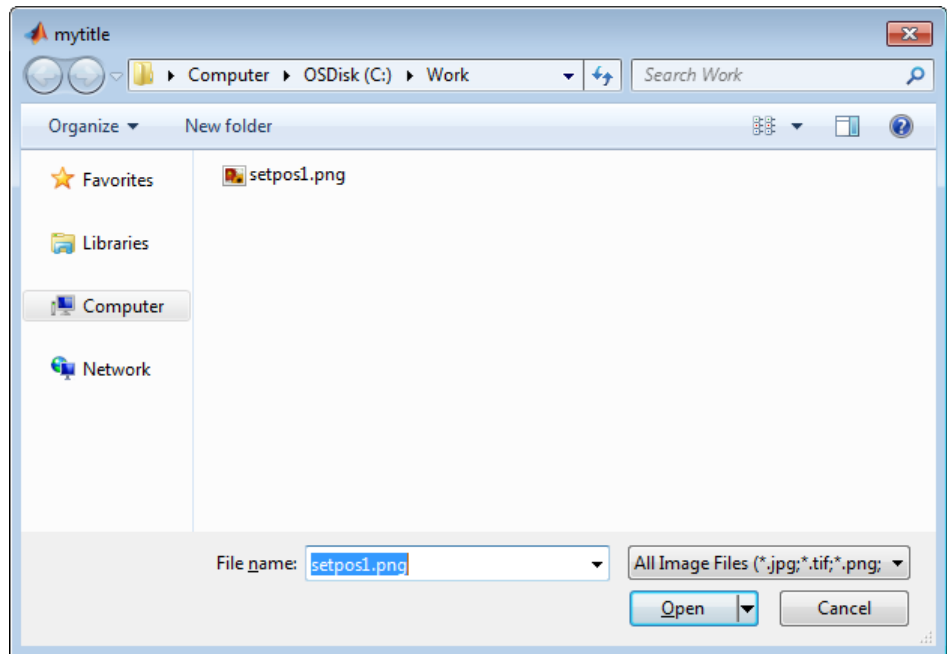 mytitle
Computer OSDisk (C:) Work Search Work
Organize New folder
Favorites setpos1.png
Libraries
Computer
Network
File name: setpos1.png All Image Files (*.jpg;*.tif;*.png;
Open Cancel